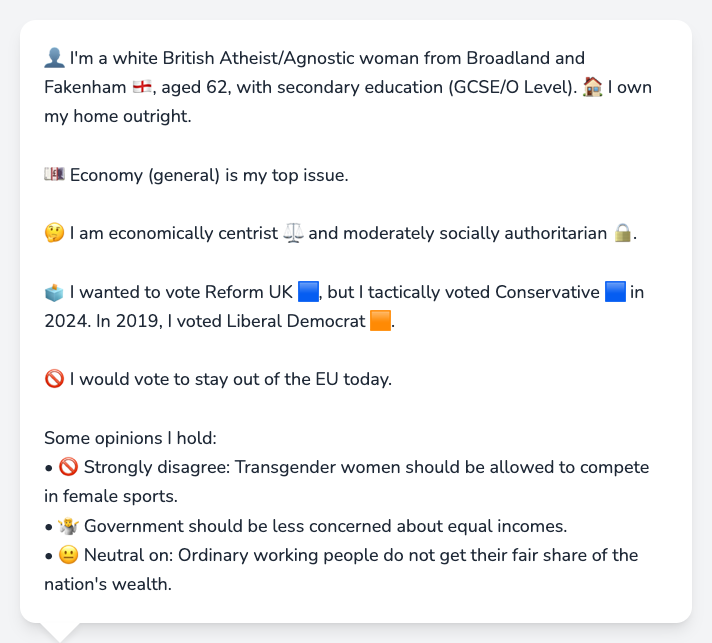 👤 I'm a white British Atheist/Agnostic woman from Broadland and
Fakenham 🏴󠁧󠁢󠁥󠁮󠁧󠁿, aged 62, with secondary education (GCSE/O Level). 🏠 I own
my home outright.
💷 Economy (general) is my top issue.
🤔 I am economically centrist ⚖️ and moderately socially authoritarian 🔒.
🗳️ I wanted to vote Reform UK 🟦, but I tactically voted Conservative 🟦 in
2024. In 2019, I voted Liberal Democrat 🟧.
🚫 I would vote to stay out of the EU today.
Some opinions I hold:
• 🚫 Strongly disagree: Transgender women should be allowed to compete
in female sports.
• 🤷 Government should be less concerned about equal incomes.
• 😐 Neutral on: Ordinary working people do not get their fair share of the
nation's wealth.